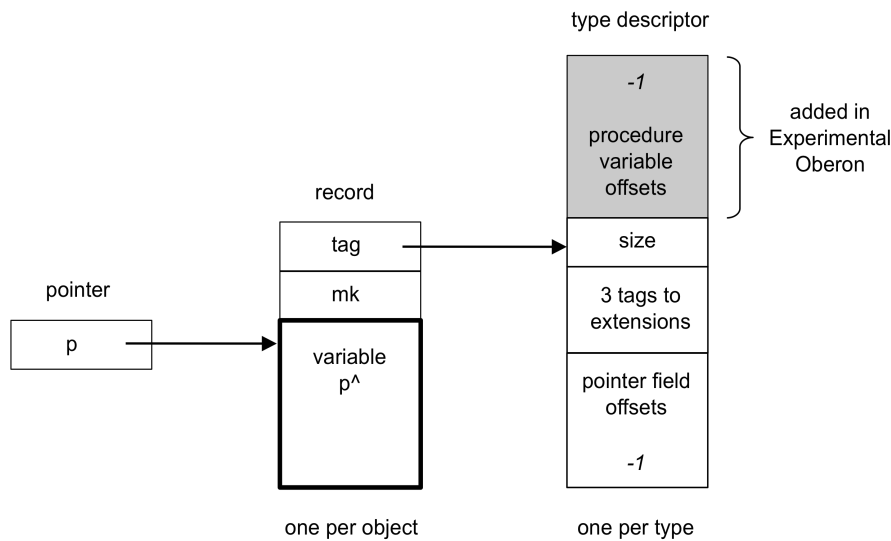 type descriptor
-1
procedure
variable
offsets
added in
Experimental
Oberon
record
tag
size
mk
3 tags to
extensions
pointer
p
variable
p^
pointer field
offsets
-1
one per object
one per type